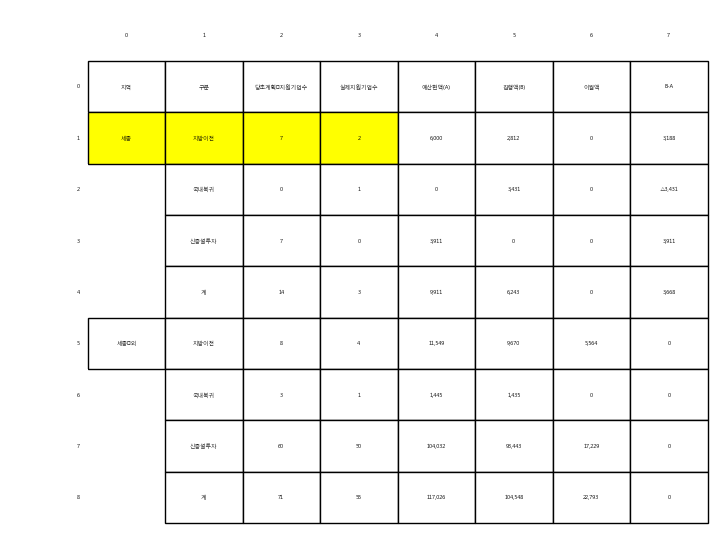 0 1 2 3 4 5 6 7
0 지역 구분 당초계획□지원기업수 실제지원기업수 예산현액(A) 집행액(B) 이월액 B-A
1 세종 지방이전 7 2 6,000 2,812 0 3,188
2 국내복귀 0 1 0 3,431 0 △3,431
3 신증설투자 7 0 3,911 0 0 3,911
4 계 14 3 9,911 6,243 0 3,668
5 세종□외 지방이전 8 4 11,549 9,670 5,564 0
6 국내복귀 3 1 1,445 1,435 0 0
7 신증설투자 60 50 104,032 93,443 17,229 0
8 계 71 55 117,026 104,548 22,793 0